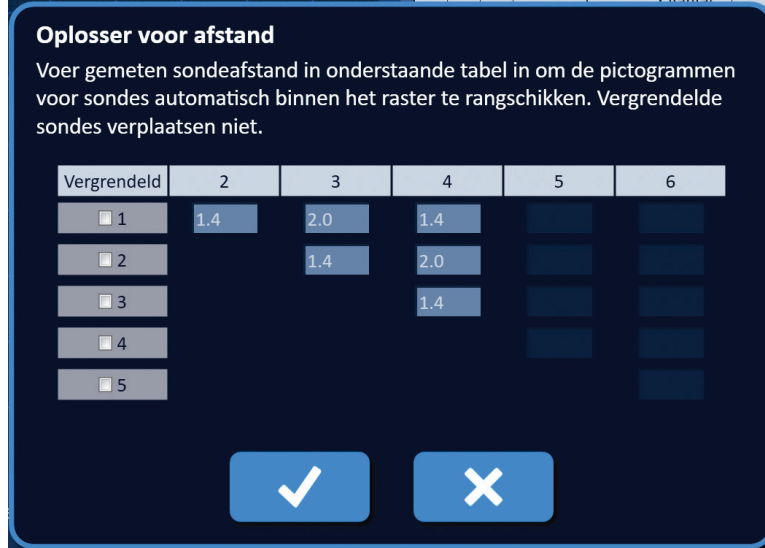 Oplosser voor afstand
Voer gemeten sondeafstand in onderstaande tabel in om de pictogrammen
voor sondes automatisch binnen het raster te rangschikken. Vergrendelde
sondes verplaatsen niet.
Vergrendeld 2 3 4 5 6
1 1.4 2.0 1.4
2 1.4 2.0
3 1.4
4
5